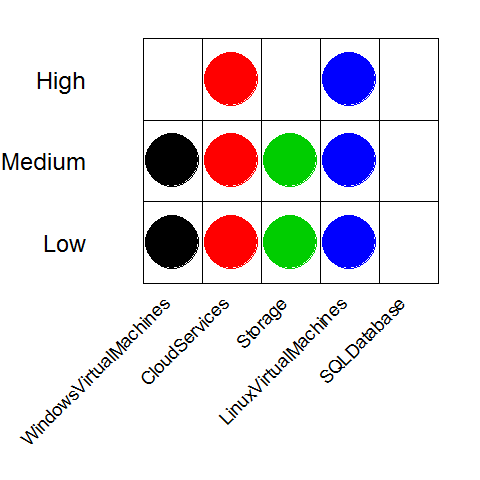 High
Medium
Low
WindowsVirtualMachines
CloudServices
Storage
LinuxVirtualMachines
SQLDatabase